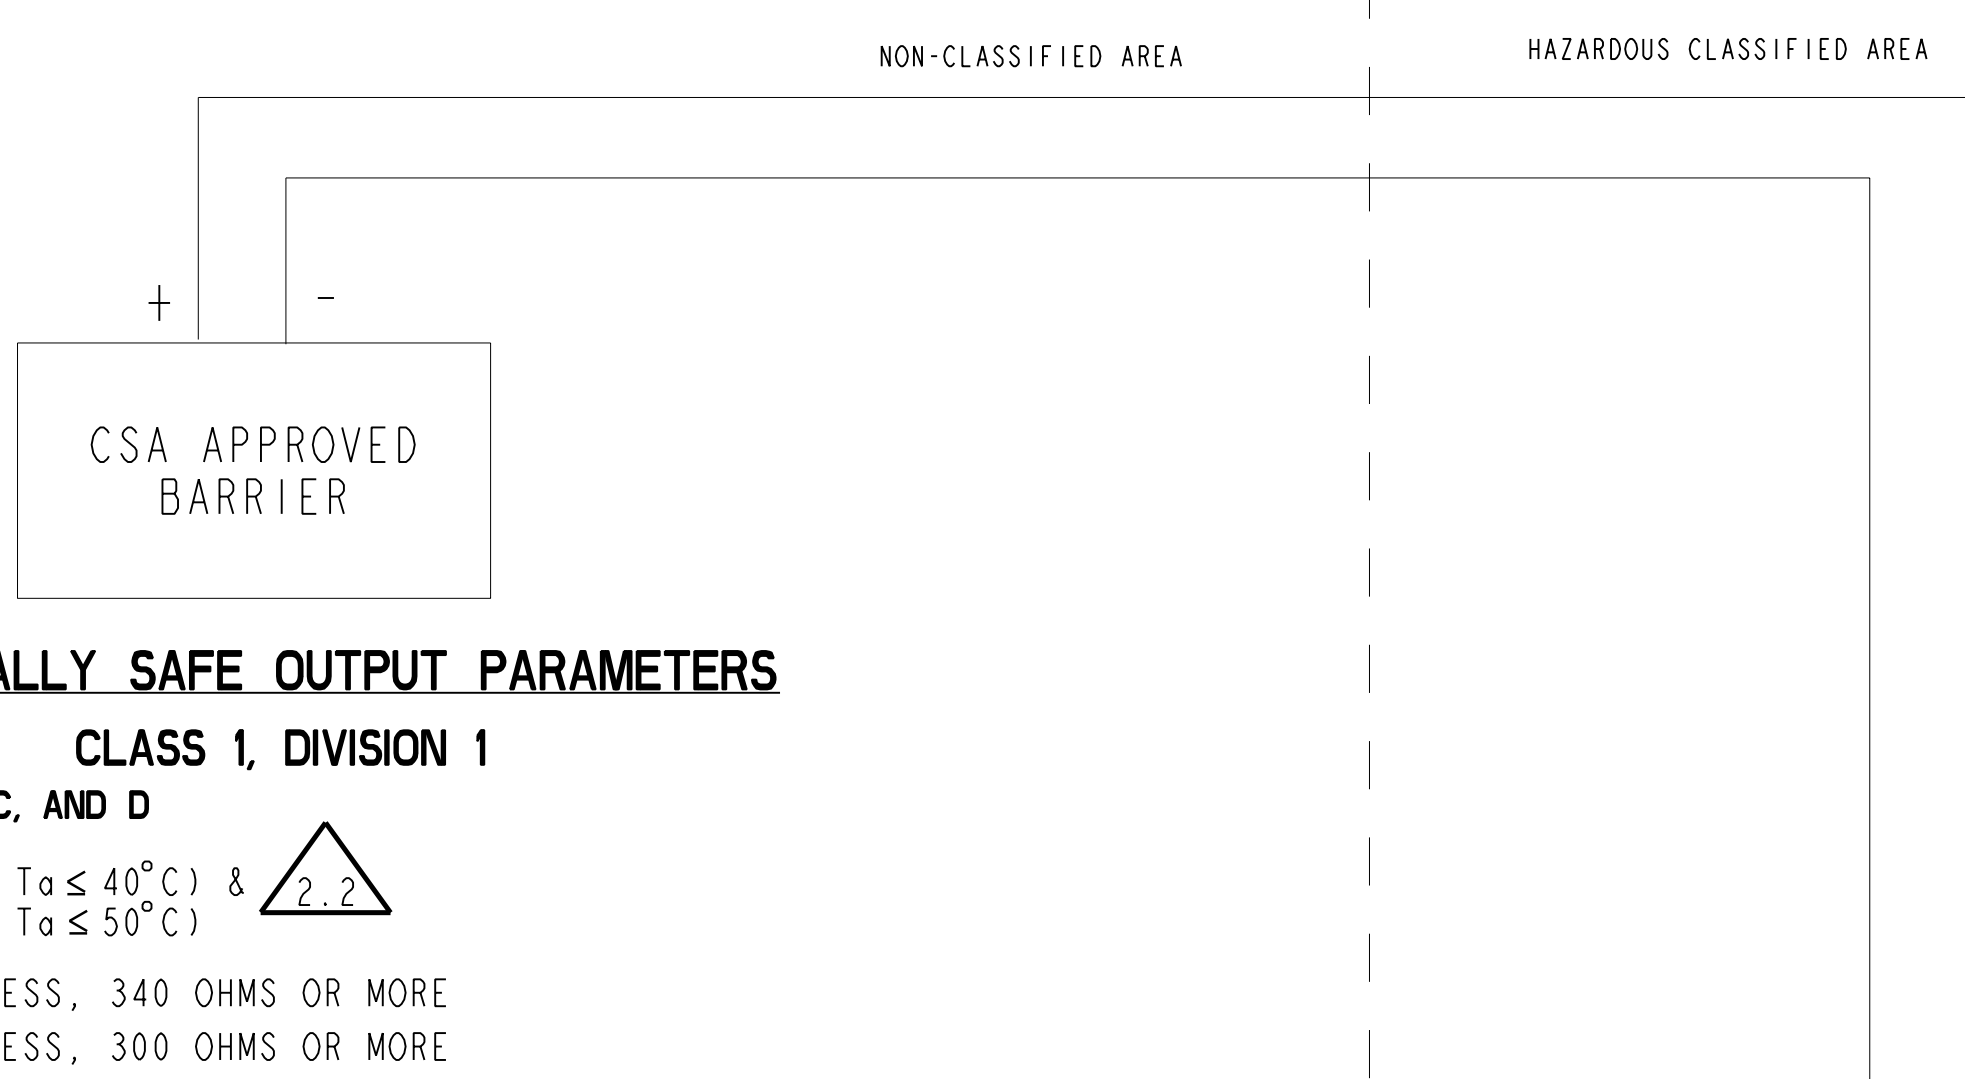 NON-CLASSIFIED AREA
HAZARDOUS CLASSIFIED AREA
+ -
CSA APPROVED
BARRIER
ALLY SAFE OUTPUT PARAMETERS
CLASS 1, DIVISION 1
C, AND D
Ta ≤ 40°C) & 2.2
Ta ≤ 50°C)
ESS, 340 OHMS OR MORE
ESS, 300 OHMS OR MORE